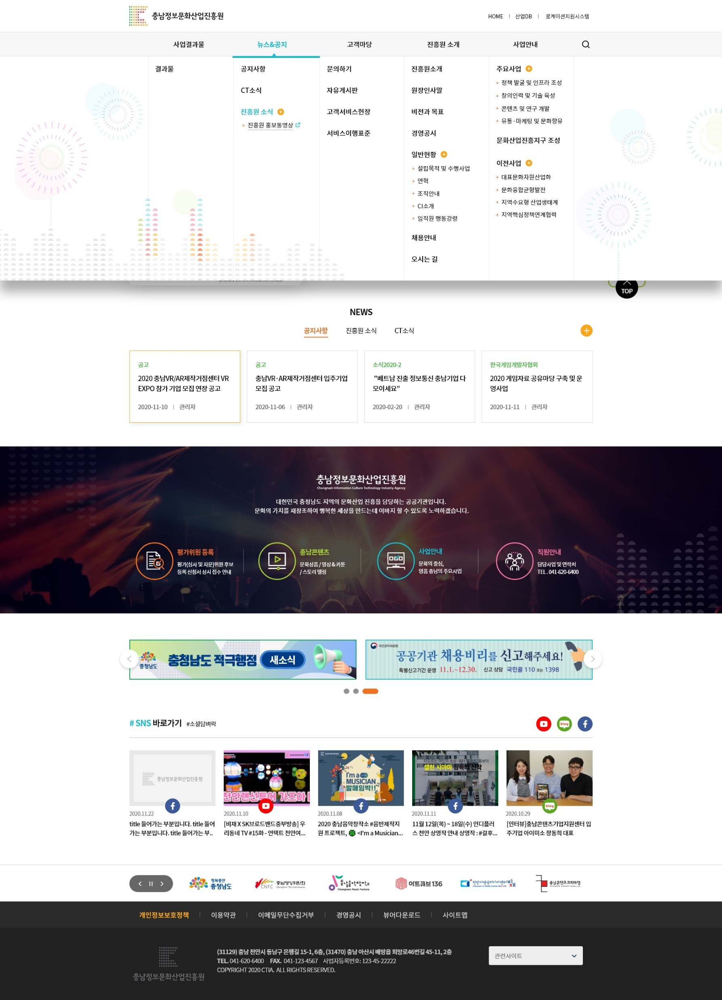 충남정보문화산업진흥원
HOME
산업DB
로케이션지원시스템
사업결과물
뉴스&공지
고객마당
진흥원 소개
사업안내
결과물
공지사항
CT소식
진흥원 소식
+ 진흥원 홍보동영상
문의하기
자유게시판
고객서비스헌장
서비스이행표준
진흥원소개
원장인사말
비전과 목표
경영공시
일반현황
+ 설립목적 및 수행사업
+ 연혁
+ 조직안내
+ CI소개
+ 임직원 행동강령
채용안내
오시는 길
주요사업
+ 정책 발굴 및 인프라 조성
+ 창의인력 및 기술 육성
+ 콘텐츠 및 연구 개발
+ 유통·마케팅 및 문화향유
문화산업진흥지구 조성
이전사업
+ 대표문화자원산업화
+ 문화융합균형발전
+ 지역수요형 산업생태계
+ 지역핵심정책연계협력
TOP
NEWS
공지사항
진흥원 소식
CT소식
공고
2020 충남VR/AR제작거점센터 VR
EXPO 참가 기업 모집 연장 공고
2020-11-10 | 관리자
공고
충남VR·AR제작거점센터 입주기업
모집 공고
2020-11-06 | 관리자
소식2020-2
"베트남 진출 정보통신 충남기업 다
모이세요"
2020-02-20 | 관리자
한국게임개발자협회
2020 게임자료 공유마당 구축 및 운
영사업
2020-11-11 | 관리자
충남정보문화산업진흥원
Chungnam Information Culture Technology Industry Agency
대한민국 충청남도 지역의 문화산업 진흥을 담당하는 공공기관입니다.
문화의 가치를 재창조하여 행복한 세상을 만드는데 이바지 할 수 있도록 노력하겠습니다.
평가위원 등록
평가(심사 및 자문)위원 후보
등록 신청서 상시 접수 안내
충남콘텐츠
문화상품 / 영상 & 카툰
/ 스토리 텔링
사업안내
문화의 중심,
명품 충남의 주요사업
직원안내
담당사업 및 연락처
TEL . 041-620-6400
충청남도
충청남도 적극행정 새소식
국민권익위원회
공공기관 채용비리를 신고해주세요!
특별신고기간 운영 11.1.~12.30. 신고 상담 국민콜 110 또는 1398
# SNS 바로가기 #소셜담벼락
blog
충남정보문화산업진흥원
2020.11.22
title 들어가는 부분입니다. title 들어
가는 부분입니다. title 들어가는 부..
천안랜선투어 가즈아
2020.11.10
[비채 X SK브로드밴드중부방송] 우
리동네 TV #15화 - 언택트 천안여...
I'm a
MUSICIAN
발매임박!!
2020.11.08
2020 충남음악창작소 #음반제작지
원 프로젝트, 🍀 <I'm a Musician...
타오르는 여인의 초상·워터 릴리스·톰보이
셀린 시아마 감독의 신작
2020.11.11
11월 12일(목) ~ 18일(수) 인디플러
스 천안 상영작 안내 상영작 : #걸후...
blog
2020.10.29
[인터뷰]충남콘텐츠기업지원센터 입
주기업 아이미소 장동희 대표
행복충만
충청남도
CNFC
충남영상위원회
Chungnam Film Commission
충남음악창작소
Chungnam Music Factory
아트큐브 136
천안시영상미디어센터 비채
충남콘텐츠코리아랩
CHUNGNAM CONTENT KOREA LAB
개인정보보호정책
이용약관
이메일무단수집거부
경영공시
뷰어다운로드
사이트맵
충남정보문화산업진흥원
(31129) 충남 천안시 동남구 은행길 15-1, 6층, (31470) 충남 아산시 배방읍 희망로46번길 45-11, 2층
TEL. 041-620-6400 FAX. 041-123-4567 사업자등록번호: 123-45-22222
COPYRIGHT 2020 CTIA. ALL RIGHTS RESERVED.
관련사이트